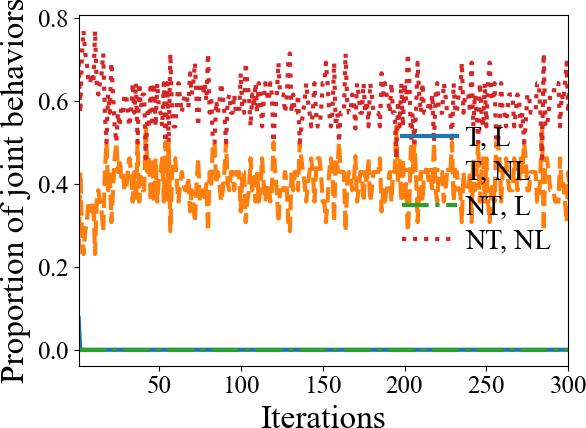 Proportion of joint behaviors
0.8
0.6
0.4
0.2
0.0
T, L
T, NL
NT, L
NT, NL
50
100
150
200
250
300
Iterations